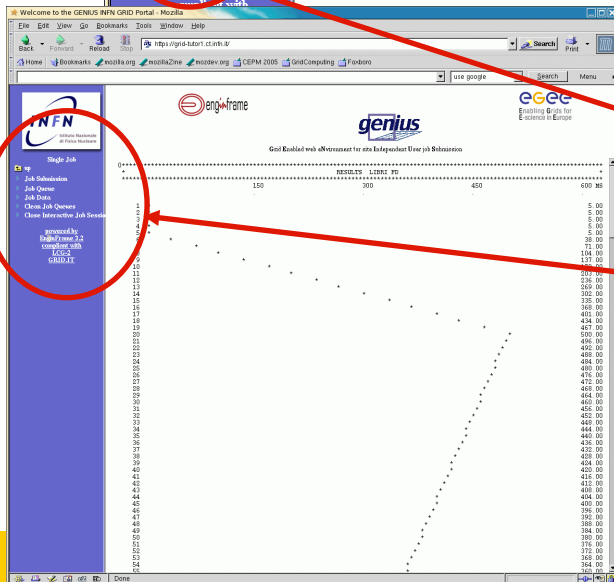 compliant with
Welcome to the GENIUS INFN GRID Portal - Mozilla
File Edit View Go Bookmarks Tools Window Help
Back Forward Reload Stop https://grid-tutor1.ct.infn.it/ Search Print
Home Bookmarks mozilla.org mozillaZine mozdev.org CEPM 2005 GridComputing Foxboro
use google Search Menu
INFN
Istituto Nazionale
di Fisica Nucleare
Single Job
up
Job Submission
Job Queue
Job Data
Clean Job Queues
Close Interactive Job Sessio
powered by
EnginFrame 3.2
compliant with
LCG-2
GRID.IT
enginframe
genius
egee
Enabling Grids for
E-science in Europe
Grid Enabled web eNvironment for site Independent User job Submission
RESULTS LIBRI FD
150 300 450 600 MS
1 5.00
2 5.00
3 5.00
4 5.00
5 5.00
38.00
7 71.00
8 104.00
9 137.00
10
11 203.00
12 236.00
13 269.00
14 302.00
15 335.00
16 368.00
17 401.00
18 434.00
19 467.00
20 500.00
21 496.00
22 492.00
23 488.00
24 484.00
25 480.00
26 476.00
27 472.00
28 468.00
29 464.00
30 460.00
31 456.00
32 452.00
33 448.00
34 444.00
35 440.00
36 436.00
37 432.00
38 428.00
39 424.00
40 420.00
41 416.00
42 412.00
43 408.00
44 404.00
45 400.00
46 396.00
47 392.00
48 388.00
49 384.00
50 380.00
51 376.00
52 372.00
53 368.00
54 364.00
55 360.00
Done